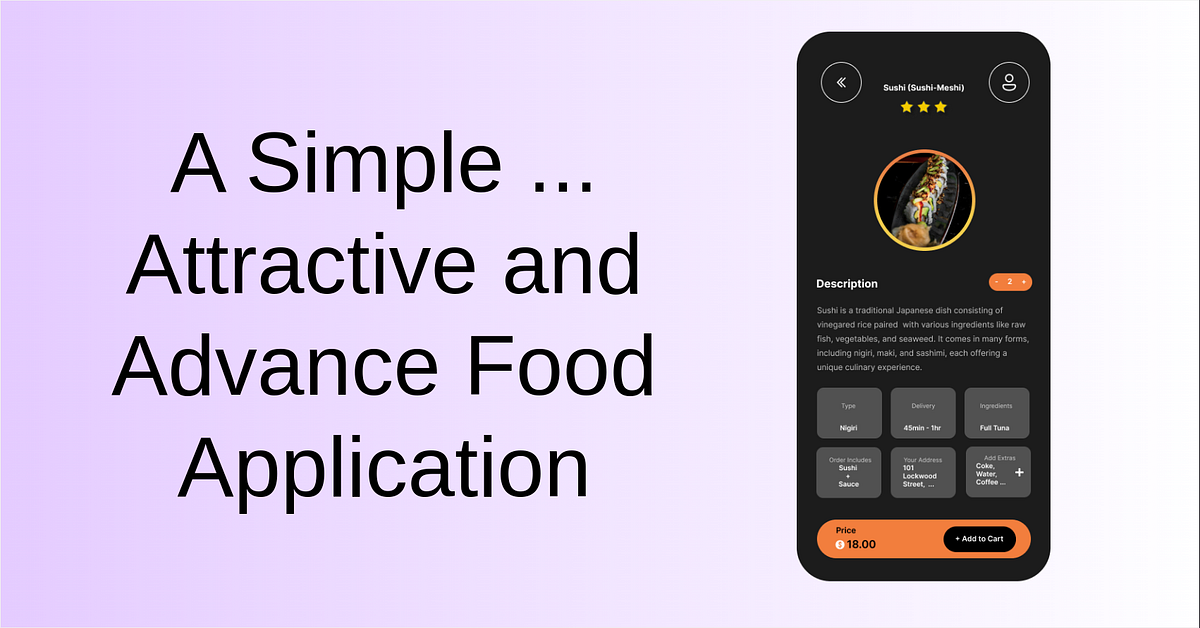 A Simple ...
Attractive and
Advance Food
Application
Sushi (Sushi-Meshi)
Description
- 2 +
Sushi is a traditional Japanese dish consisting of
vinegared rice paired with various ingredients like raw
fish, vegetables, and seaweed. It comes in many forms,
including nigiri, maki, and sashimi, each offering a
unique culinary experience.
Type
Nigiri
Delivery
45min - 1hr
Ingredients
Full Tuna
Order Includes
Sushi
+
Sauce
Your Address
101
Lockwood
Street, ...
Add Extras
Coke,
Water,
Coffee ...
+
Price
$ 18.00
+ Add to Cart